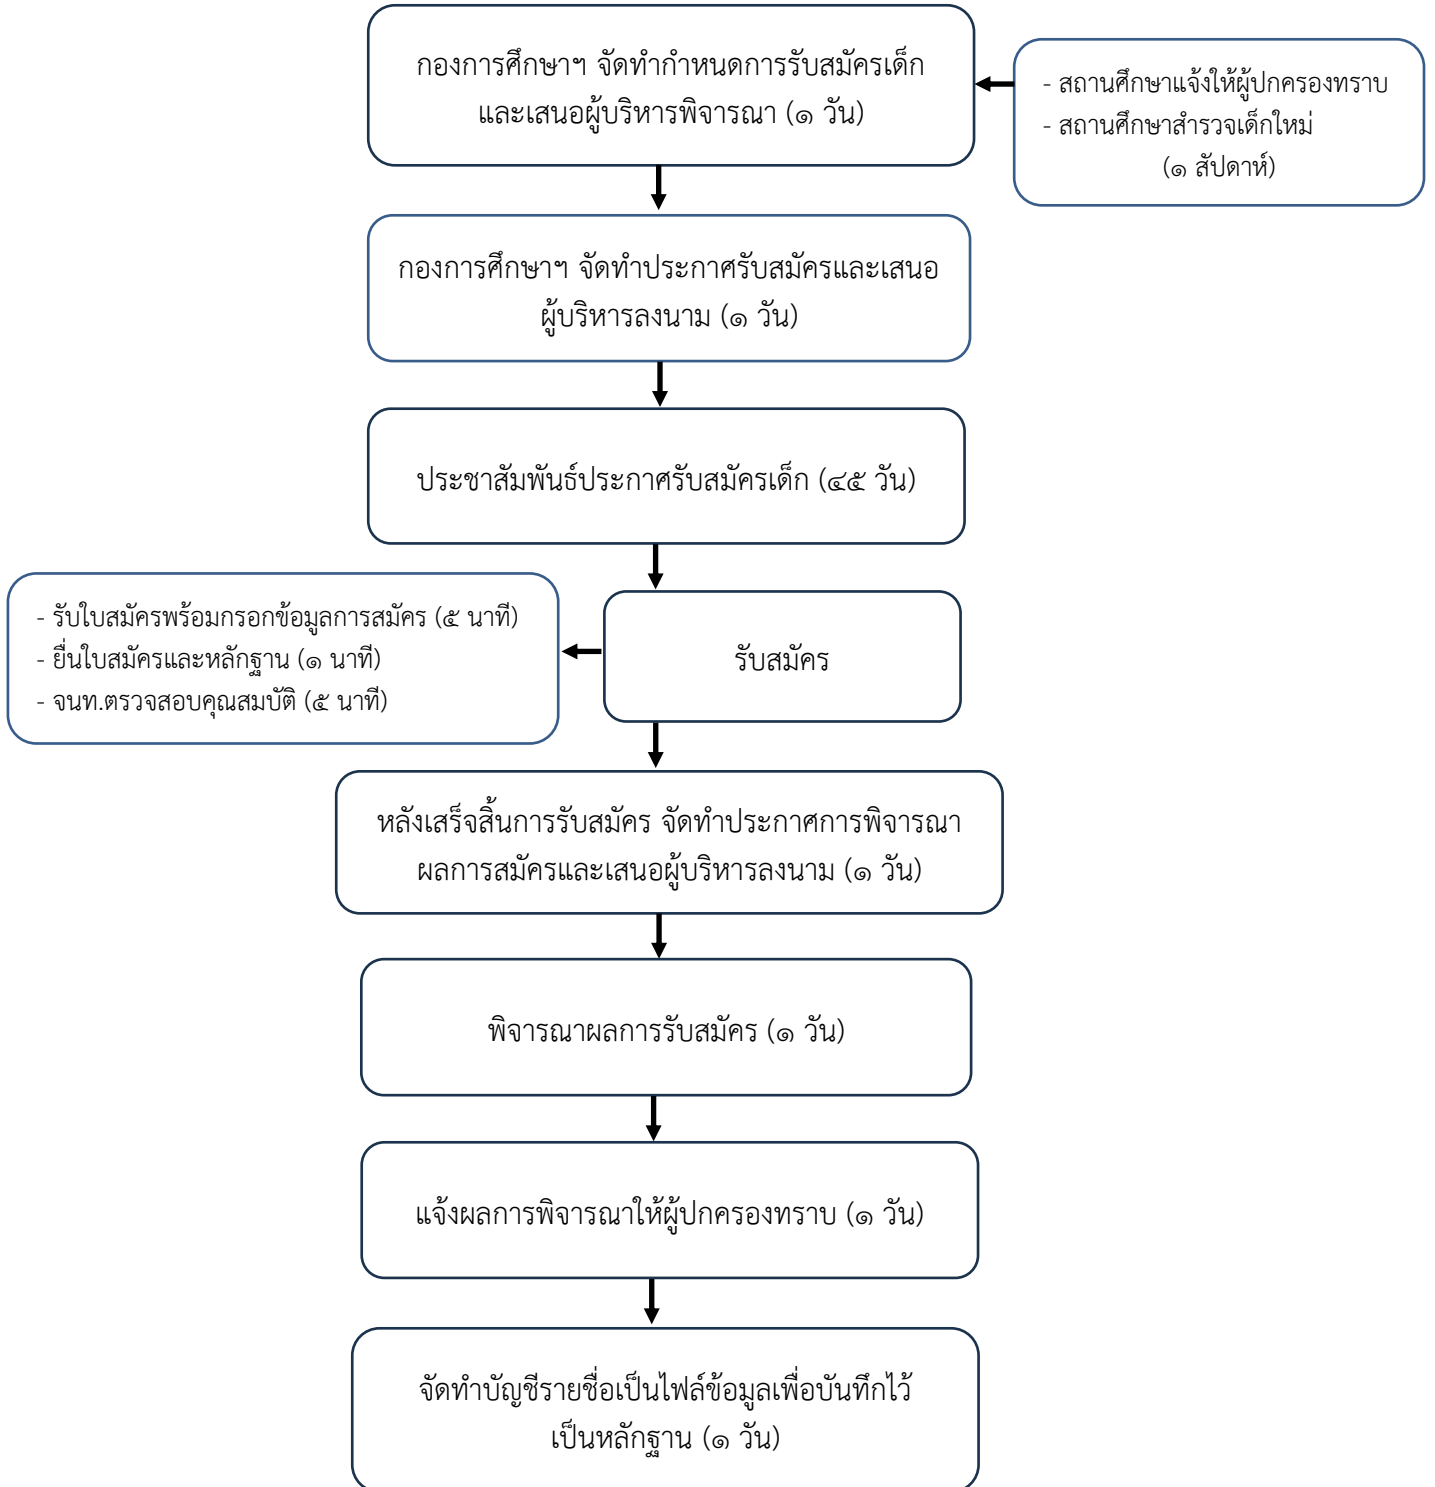 กองการศึกษาฯ จัดทำกำหนดการรับสมัครเด็ก
และเสนอผู้บริหารพิจารณา (๑ วัน)
- สถานศึกษาแจ้งให้ผู้ปกครองทราบ
- สถานศึกษาสำรวจเด็กใหม่
(๑ สัปดาห์)
กองการศึกษาฯ จัดทำประกาศรับสมัครและเสนอ
ผู้บริหารลงนาม (๑ วัน)
ประชาสัมพันธ์ประกาศรับสมัครเด็ก (๔๕ วัน)
- รับใบสมัครพร้อมกรอกข้อมูลการสมัคร (๕ นาที)
- ยื่นใบสมัครและหลักฐาน (๑ นาที)
- จนท.ตรวจสอบคุณสมบัติ (๕ นาที)
รับสมัคร
หลังเสร็จสิ้นการรับสมัคร จัดทำประกาศการพิจารณา
ผลการสมัครและเสนอผู้บริหารลงนาม (๑ วัน)
พิจารณาผลการรับสมัคร (๑ วัน)
แจ้งผลการพิจารณาให้ผู้ปกครองทราบ (๑ วัน)
จัดทำบัญชีรายชื่อเป็นไฟล์ข้อมูลเพื่อบันทึกไว้
เป็นหลักฐาน (๑ วัน)